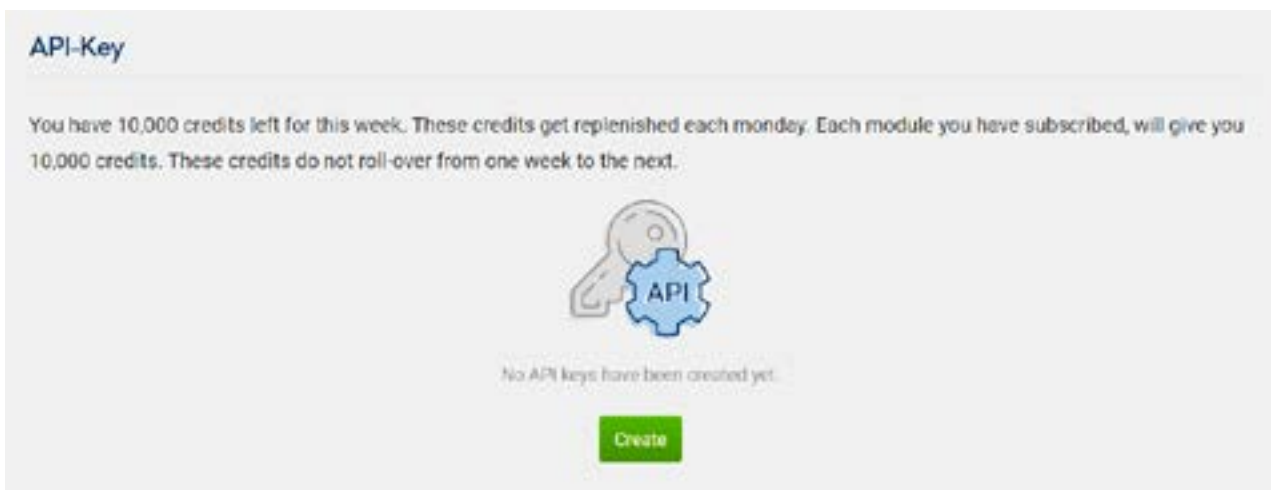 API-Key
You have 10,000 credits left for this week. These credits get replenished each monday. Each module you have subscribed, will give you
10,000 credits. These credits do not roll-over from one week to the next.
API
No API keys have been created yet.
Create